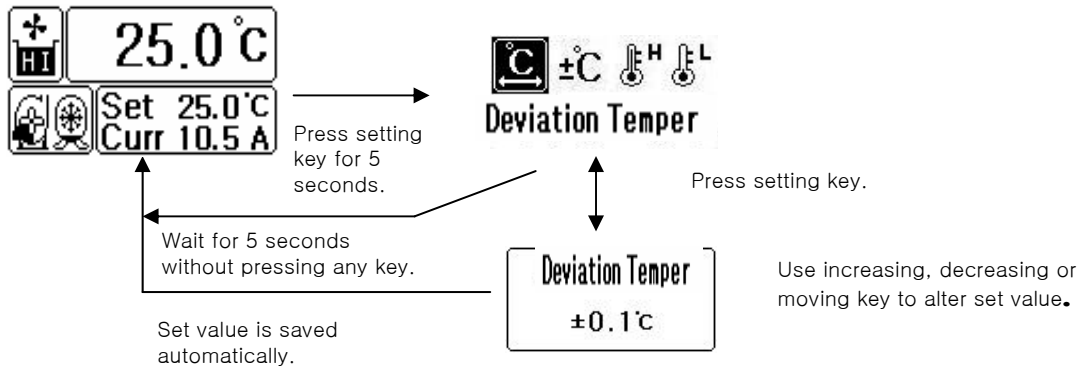 HI
25.0℃
Set 25.0℃
Curr 10.5 A
Press setting
key for 5
seconds.
℃ ±℃ H L
Deviation Temper
Press setting key.
Wait for 5 seconds
without pressing any key.
Deviation Temper
±0.1℃
Use increasing, decreasing or
moving key to alter set value.
Set value is saved
automatically.